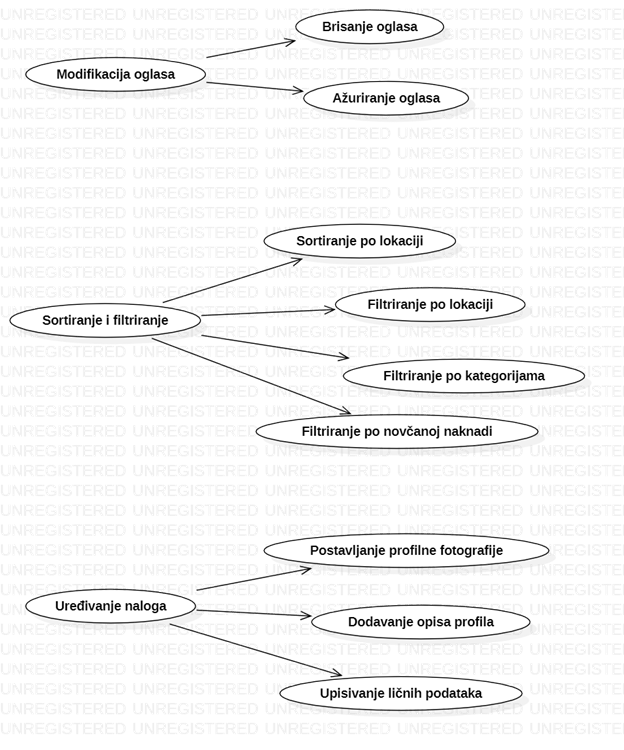 Brisanje oglasa
Modifikacija oglasa
Ažuriranje oglasa
Sortiranje po lokaciji
Filtriranje po lokaciji
Sortiranje i filtriranje
Filtriranje po kategorijama
Filtriranje po novčanoj naknadi
Postavljanje profilne fotografije
Uređivanje naloga
Dodavanje opisa profila
Upisivanje ličnih podataka
UNREGISTERED